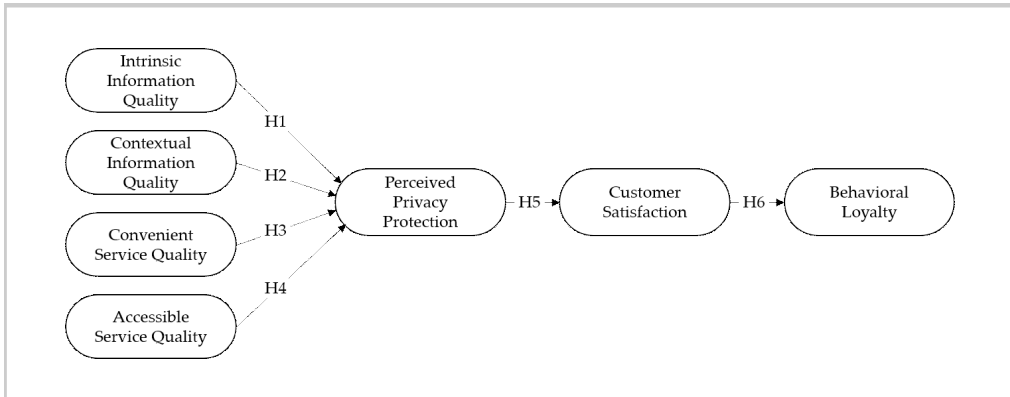 Intrinsic
Information
Quality
H1
Contextual
Information
Quality
H2
Convenient
Service Quality
H3
Accessible
Service Quality
H4
Perceived
Privacy
Protection
H5
Customer
Satisfaction
H6
Behavioral
Loyalty